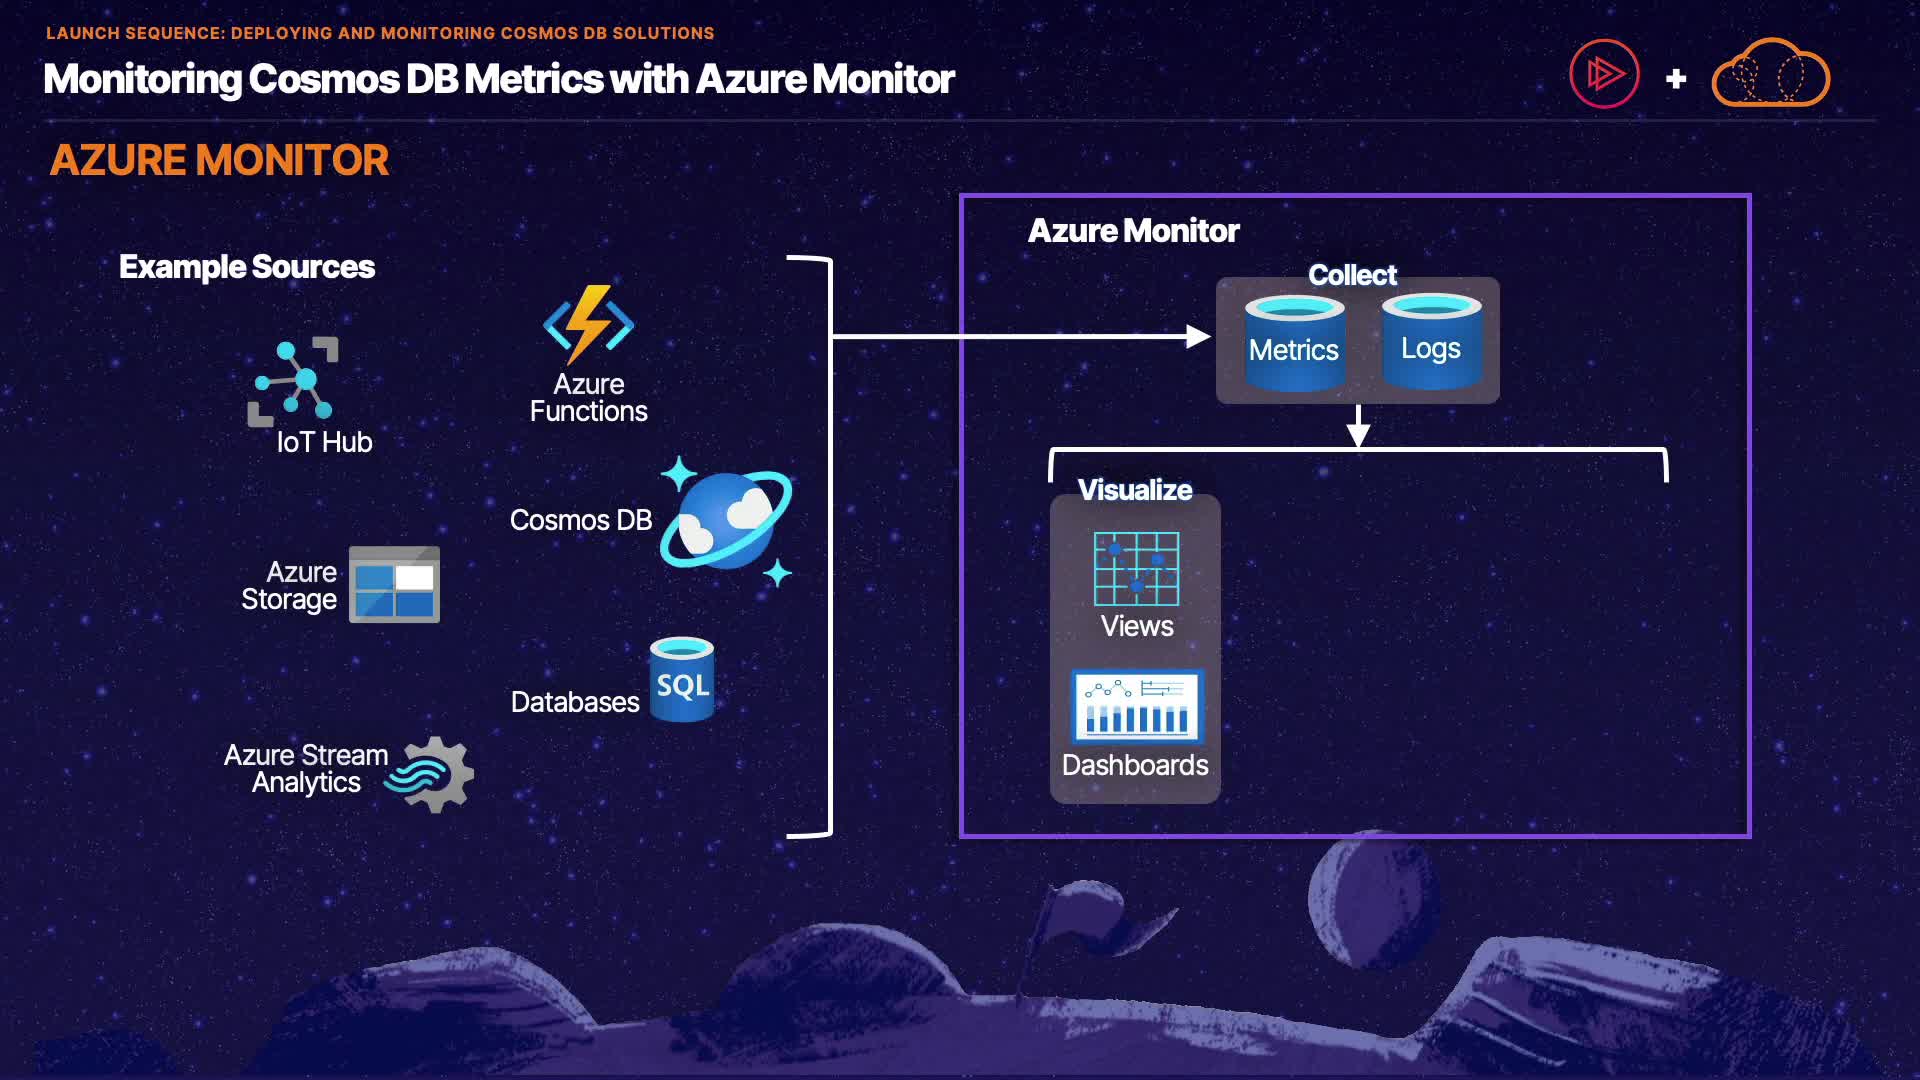 LAUNCH SEQUENCE: DEPLOYING AND MONITORING COSMOS DB SOLUTIONS
Monitoring Cosmos DB Metrics with Azure Monitor
AZURE MONITOR
Example Sources
IoT Hub
Azure
Functions
Cosmos DB
Azure
Storage
Databases
SQL
Azure Stream
Analytics
Azure Monitor
Collect
Metrics
Logs
Visualize
Views
Dashboards